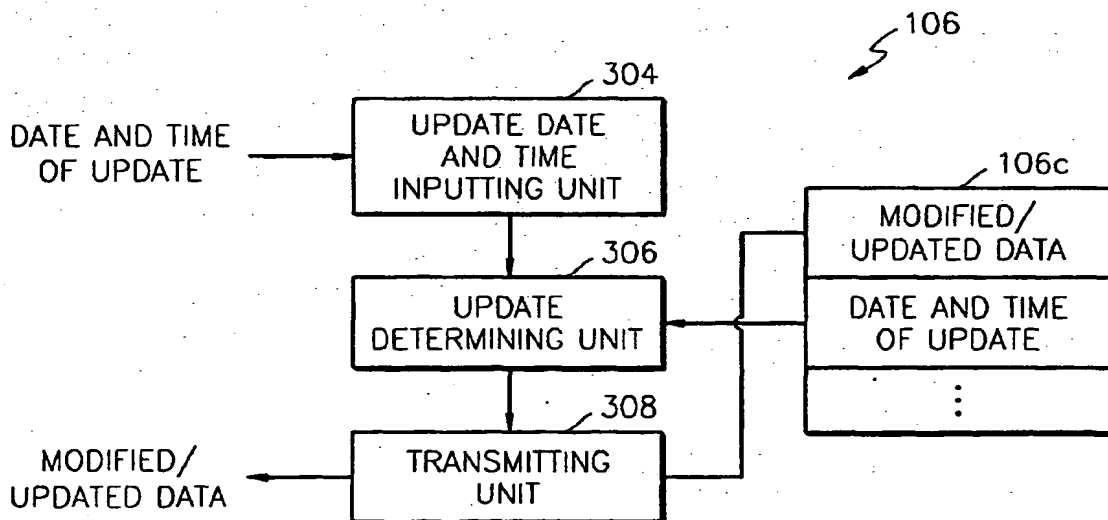 106
304
DATE AND TIME
OF UPDATE
UPDATE DATE
AND TIME
INPUTTING UNIT
106c
MODIFIED/
UPDATED DATA
306
UPDATE
DETERMINING UNIT
DATE AND TIME
OF UPDATE
⋮
308
MODIFIED/
UPDATED DATA
TRANSMITTING
UNIT